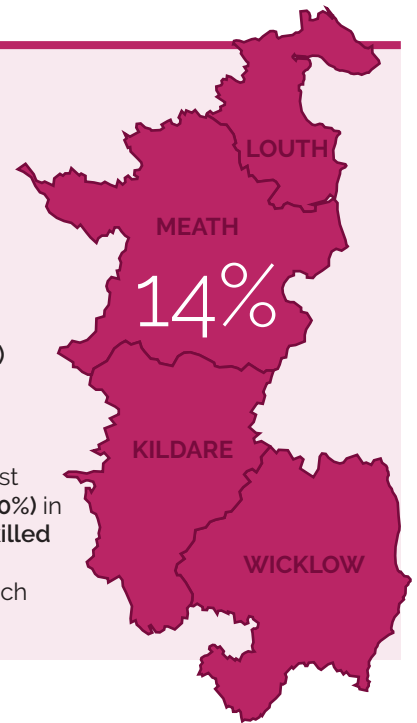 LOUTH
MEATH
14%
)
st
0%) in
KILDARE
illed
WICKLOW
ch